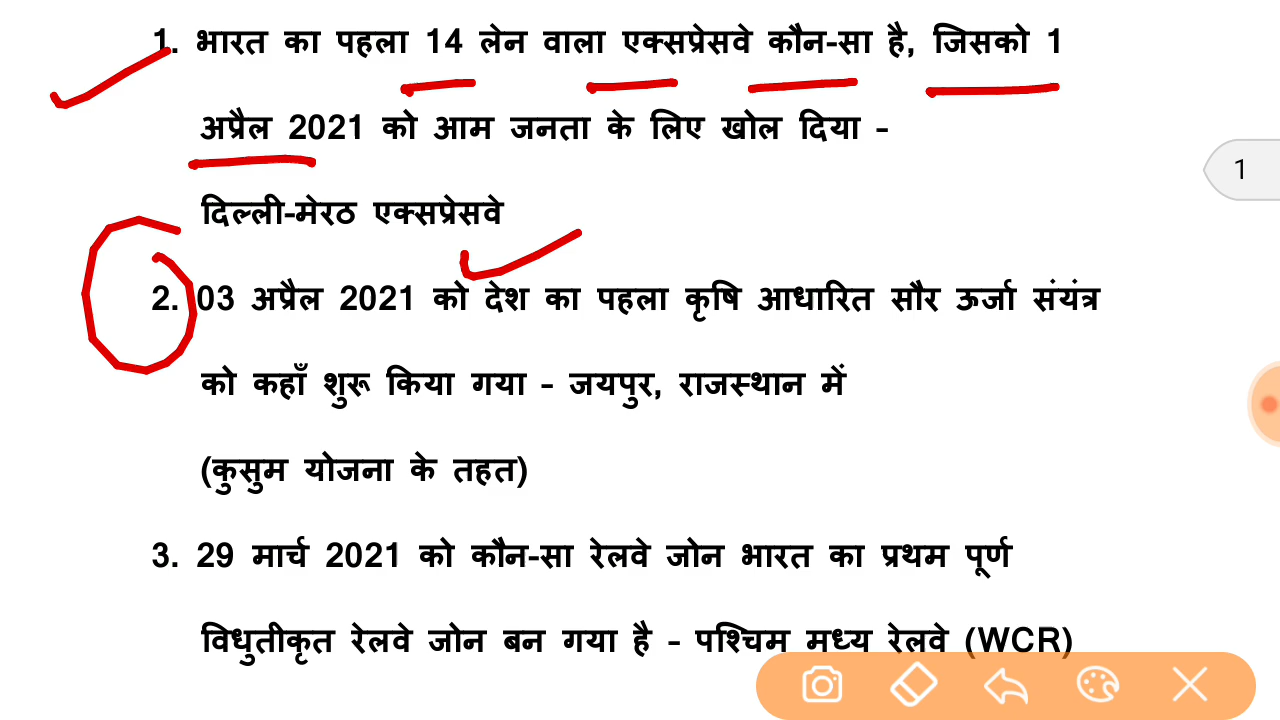 1. भारत का पहला 14 लेन वाला एक्सप्रेसवे कौन-सा है, जिसको 1
अप्रैल 2021 को आम जनता के लिए खोल दिया –
दिल्ली-मेरठ एक्सप्रेसवे
1
2. 03 अप्रैल 2021 को देश का पहला कृषि आधारित सौर ऊर्जा संयंत्र
को कहाँ शुरू किया गया – जयपुर, राजस्थान में
(कुसुम योजना के तहत)
3. 29 मार्च 2021 को कौन-सा रेलवे जोन भारत का प्रथम पूर्ण
विधुतीकृत रेलवे जोन बन गया है – पश्चिम मध्य रेलवे (WCR)